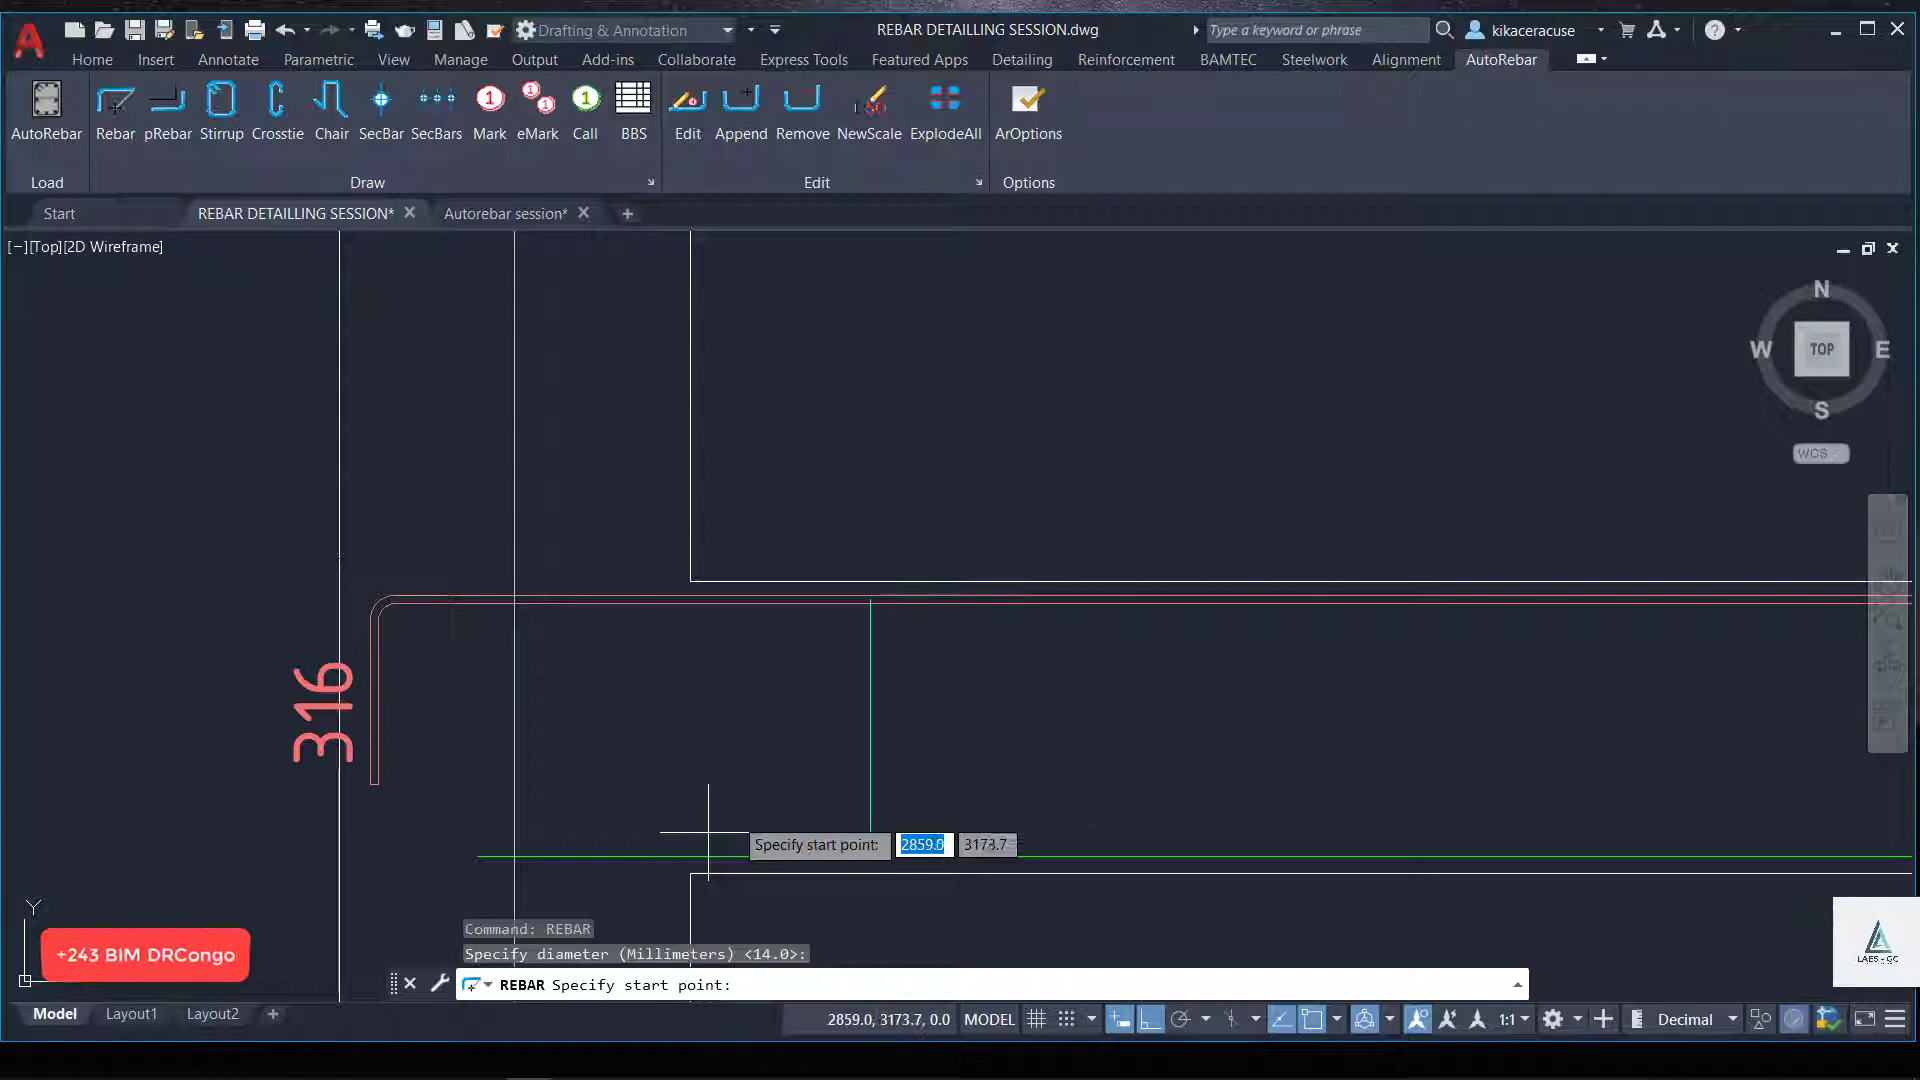 Drafting & Annotation
REBAR DETAILLING SESSION.dwg
Type a keyword or phrase
kikaceracuse
Home Insert Annotate Parametric View Manage Output Add-ins Collaborate Express Tools Featured Apps Detailing Reinforcement BAMTEC Steelwork Alignment AutoRebar
AutoRebar Rebar pRebar Stirrup Crosstie Chair SecBar SecBars Mark eMark Call BBS Edit Append Remove NewScale ExplodeAll ArOptions
Load Draw Edit Options
Start REBAR DETAILLING SESSION* Autorebar session*
[−][Top][2D Wireframe]
N
W TOP E
S
WCS
316
Specify start point: 2859.0 3173.7
Y
+243 BIM DRCongo
LAES - GC
Command: REBAR
Specify diameter (Millimeters) <14.0>:
REBAR Specify start point:
Model Layout1 Layout2
2859.0, 3173.7, 0.0 MODEL 1:1 Decimal